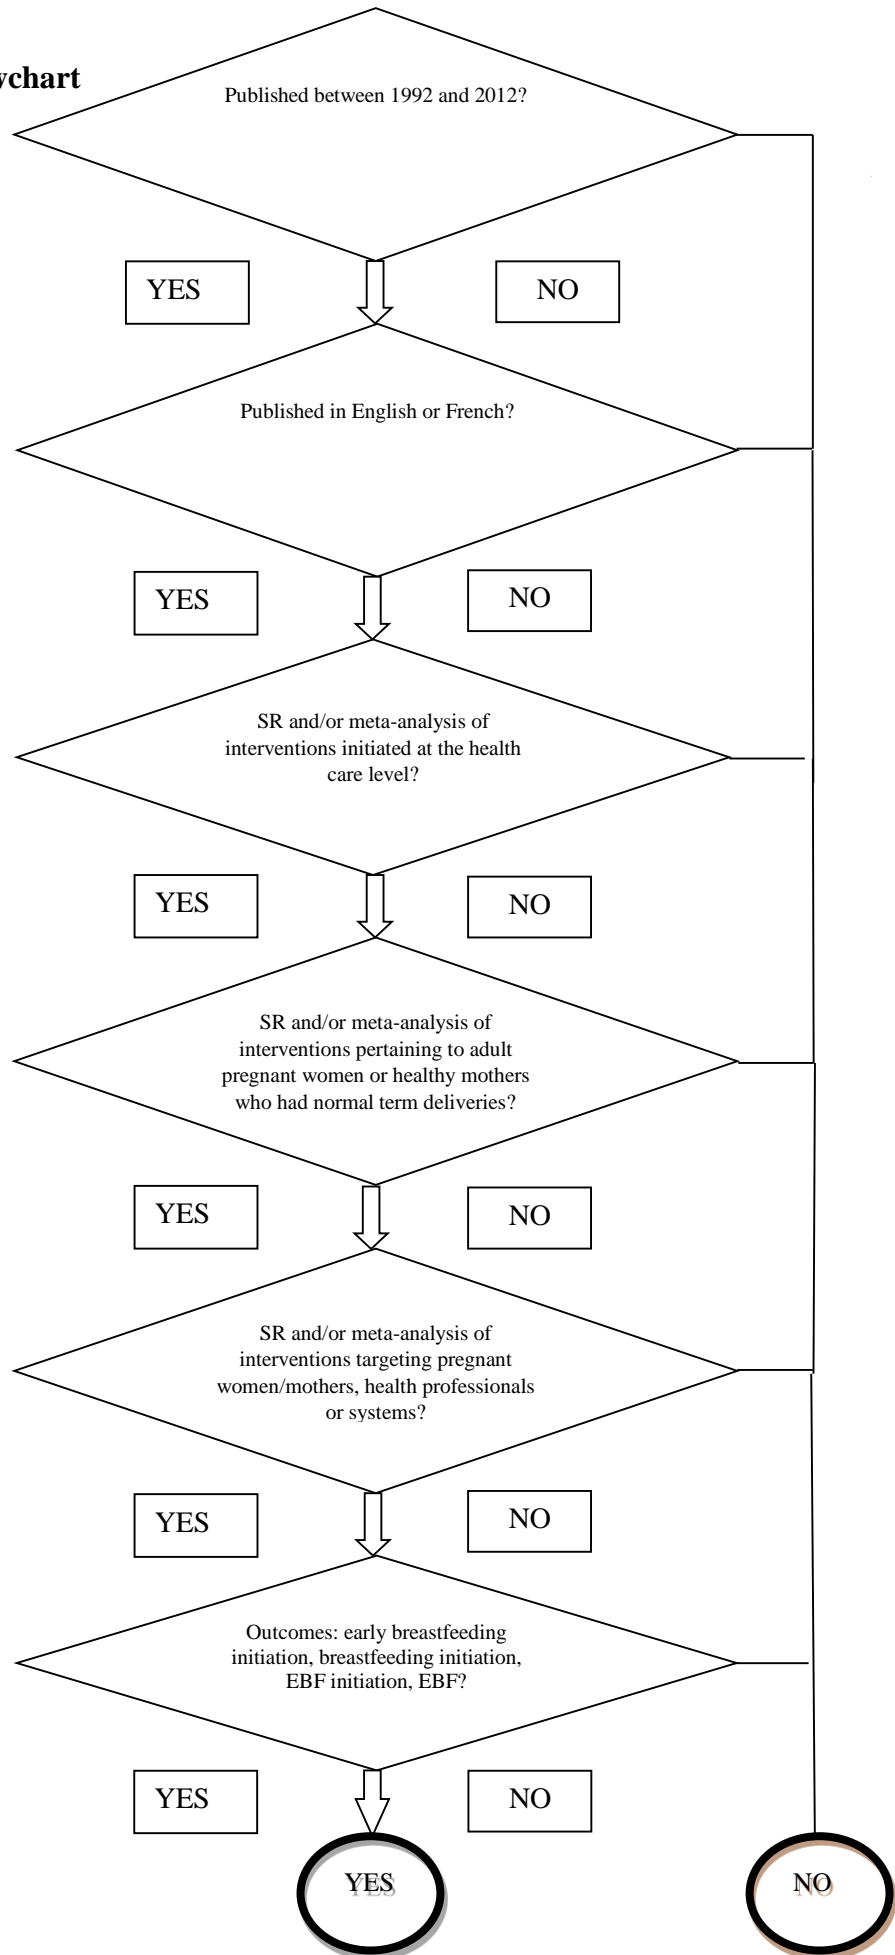 wchart
Published between 1992 and 2012?
YES
NO
Published in English or French?
YES
NO
SR and/or meta-analysis of
interventions initiated at the health
care level?
YES
NO
SR and/or meta-analysis of
interventions pertaining to adult
pregnant women or healthy mothers
who had normal term deliveries?
YES
NO
SR and/or meta-analysis of
interventions targeting pregnant
women/mothers, health professionals
or systems?
YES
NO
Outcomes: early breastfeeding
initiation, breastfeeding initiation,
EBF initiation, EBF?
YES
NO
YES
NO